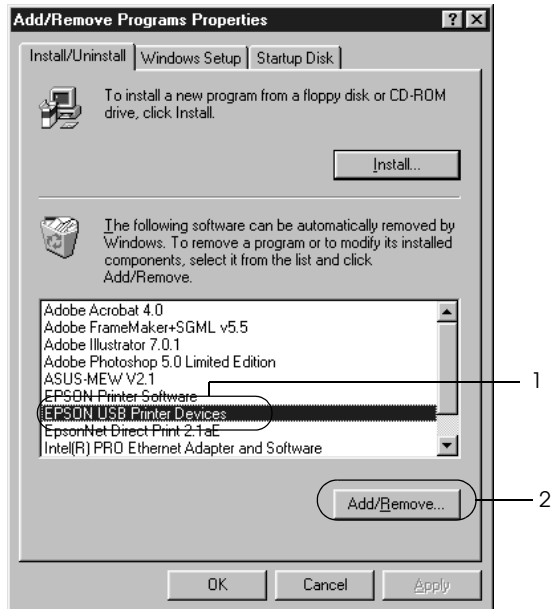 Add/Remove Programs Properties
Install/Uninstall
Windows Setup
Startup Disk
To install a new program from a floppy disk or CD-ROM
drive, click Install.
Install...
The following software can be automatically removed by
Windows. To remove a program or to modify its installed
components, select it from the list and click
Add/Remove.
Adobe Acrobat 4.0
Adobe FrameMaker+SGML v5.5
Adobe Illustrator 7.0.1
Adobe Photoshop 5.0 Limited Edition
ASUS-MEW V2.1
EPSON Printer Software
EPSON USB Printer Devices
EpsonNet Direct Print 2.1aE
Intel(R) PRO Ethernet Adapter and Software
1
Add/Remove...
2
OK
Cancel
Apply